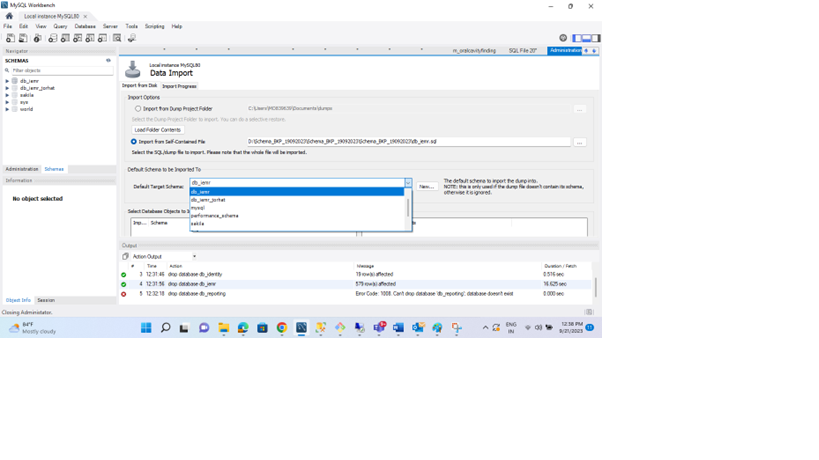 MySQL Workbench
Local instance MySQL80
File Edit View Query Database Server Tools Scripting Help
Navigator
SCHEMAS
Filter objects
db_iemr
db_iemr_torhat
sakila
sys
world
Administration Schemas
Information
No object selected
Object Info Session
m_oralcavityfinding SQL File 20* Administration
Local instance MySQL80
Data Import
Import from Disk Import Progress
Import Options
Import from Dump Project Folder
Select the Dump Project Folder to import. You can do a selective restore.
Load Folder Contents
Import from Self-Contained File D:\Schema_BKP_19092023\Schema_BKP_19092023\Schema_BKP_19092023\db_iemr.sql ...
Select the SQL/dump file to import. Please note that the whole file will be imported.
Default Schema to be Imported To
Default Target Schema: db_iemr New... The default schema to import the dump into.
NOTE: this is only used if the dump file doesn't contain its schema,
otherwise it is ignored.
db_iemr
db_iemr_torhat
mysql
performance_schema
sakila
Select Database Objects to
Imp... Schema
Output
Action Output
# Time Action Message Duration / Fetch
3 12:31:46 drop database db_identity 19 row(s) affected 0.516 sec
4 12:31:56 drop database db_iemr 579 row(s) affected 16.625 sec
5 12:32:18 drop database db_reporting Error Code: 1008. Can't drop database 'db_reporting'; database doesn't exist 0.000 sec
Closing Administrator.
84°F
Mostly cloudy
ENG
IN
12:38 PM
9/21/2023